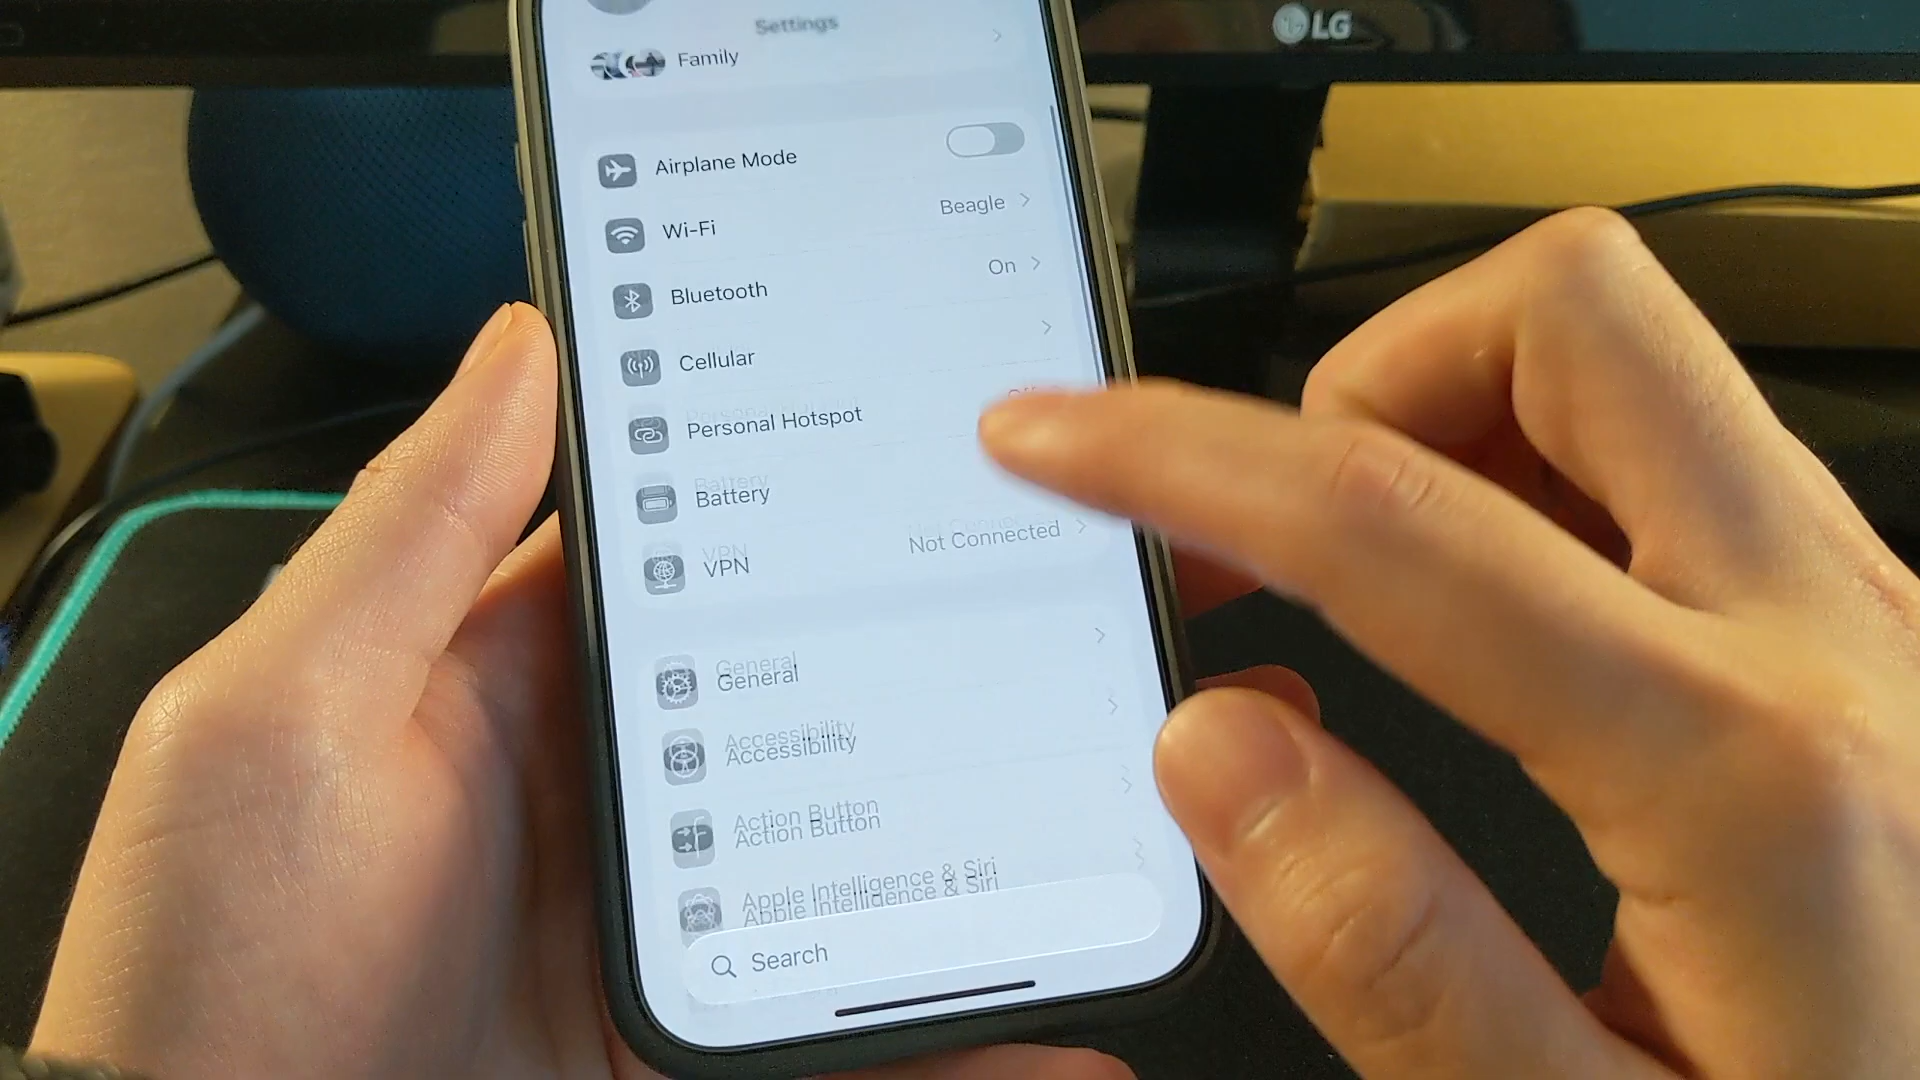 LG
Settings
Family
Airplane Mode
Wi-Fi Beagle
Bluetooth On
Cellular
Personal Hotspot
Battery
VPN Not Connected
General
Accessibility
Action Button
Apple Intelligence & Siri
Search